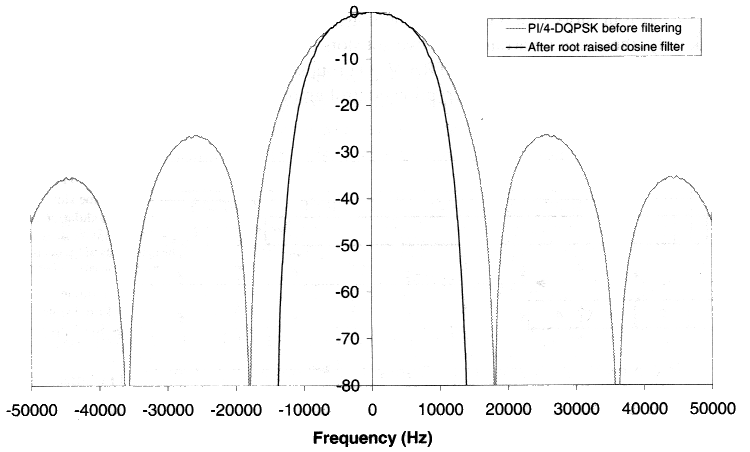 PI/4-DQPSK before filtering
After root raised cosine filter
-0
-10
-20
-30
-40
-50
-60
-70
-80
-50000 -40000 -30000 -20000 -10000 0 10000 20000 30000 40000 50000
Frequency (Hz)